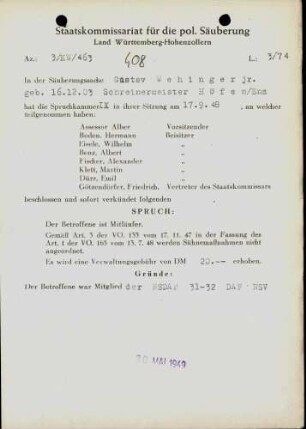 Staatskommissariat für die pol. Säuberung
Land Württemberg-Hohenzollern
Az.: 3/EW/463
408
L.: 3/74
In der Säuberungssache Gustav Wehinger jr.
geb. 16.12.03 Schreinermeister Höfen/Enz
hat die Spruchkammer IX in ihrer Sitzung am 17.9.48, an welcher
teilgenommen haben:
Assessor Alber Vorsitzender
Boden, Hermann Beisitzer
Eisele, Wilhelm "
Benz, Albert "
Fischer, Alexander "
Klett, Martin "
Dürr, Emil "
Götzendörfer, Friedrich. Vertreter des Staatskommissars
beschlossen und sofort verkündet folgenden
SPRUCH:
Der Betroffene ist Mitläufer.
Gemäß Art. 3 der VO. 133 vom 17. 11. 47 in der Fassung des
Art. 1 der VO. 165 vom 13. 7. 48 werden Sühnemaßnahmen nicht
angeordnet.
Es wird eine Verwaltungsgebühr von DM 20.-- erhoben.
Gründe:
Der Betroffene war Mitglied der NSDAP 31-32 DAF NSV
20. MAI 1949